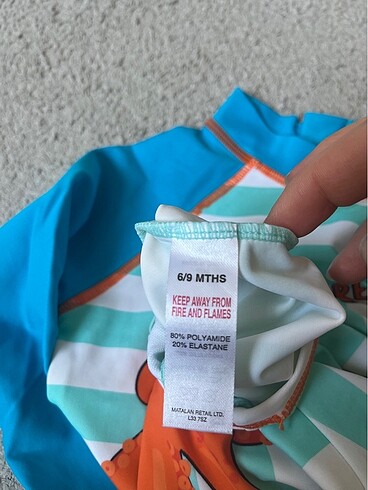 6/9 MTHS
KEEP AWAY FROM
FIRE AND FLAMES
80% POLYAMIDE
20% ELASTANE
MATALAN RETAIL LTD.
L33 7SZ